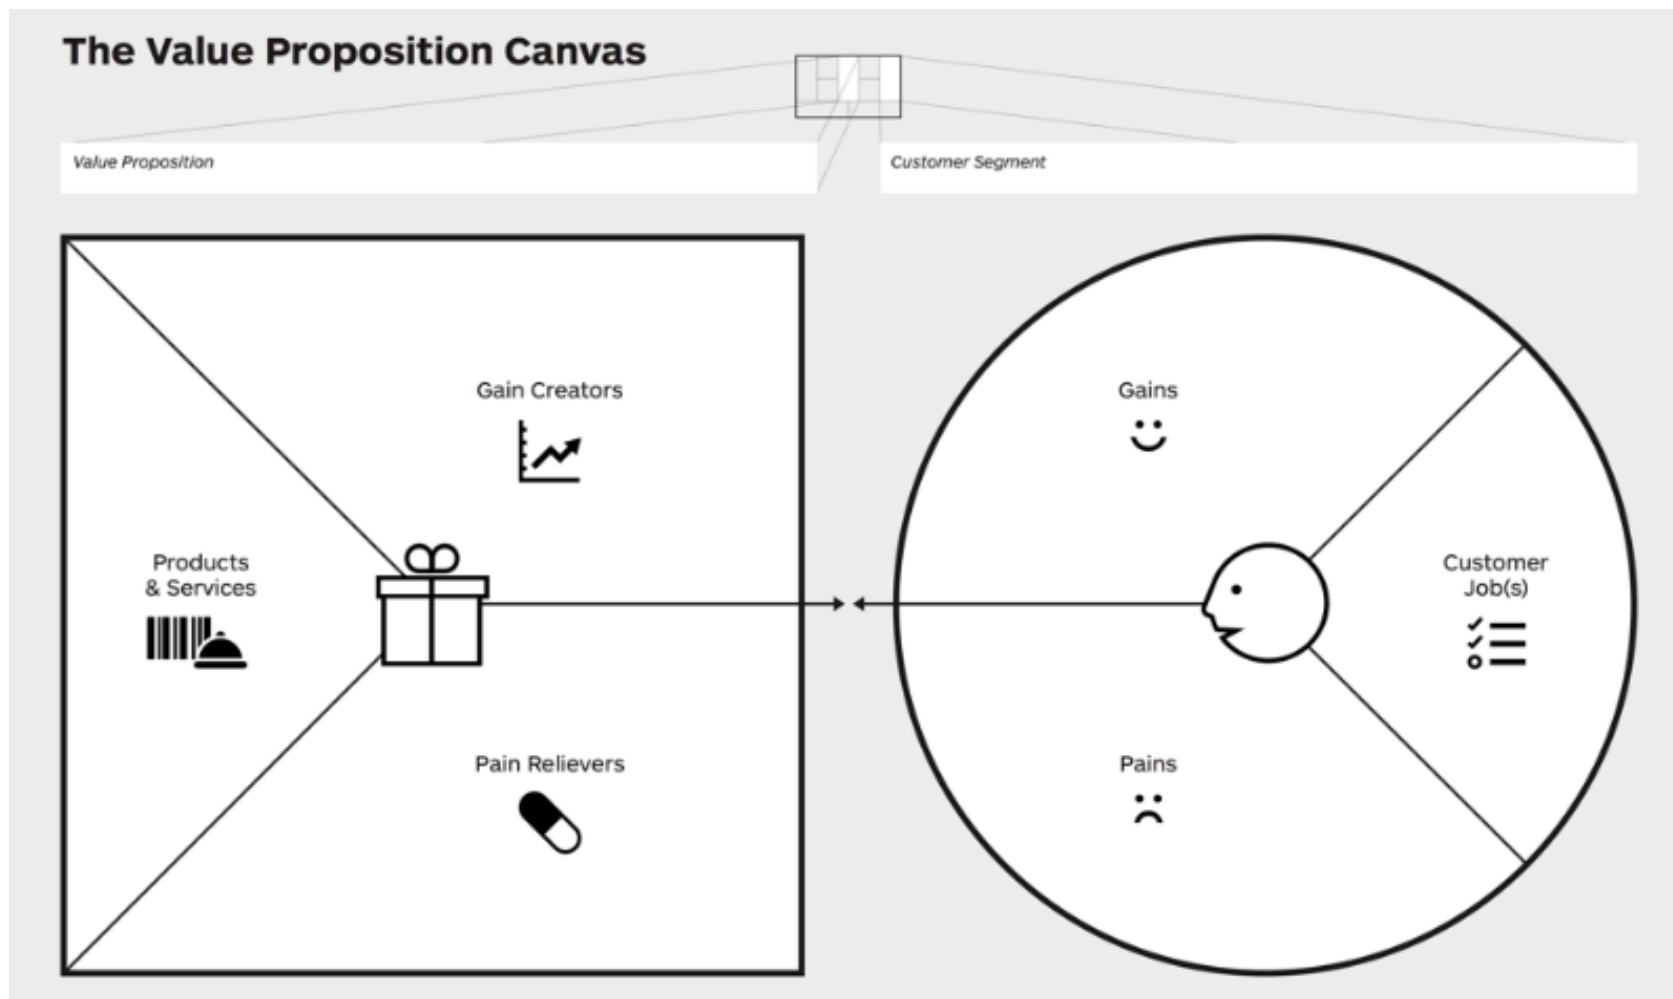 The Value Proposition Canvas
Value Proposition
Customer Segment
Gain Creators
Products
& Services
Pain Relievers
Gains
Customer
Job(s)
Pains